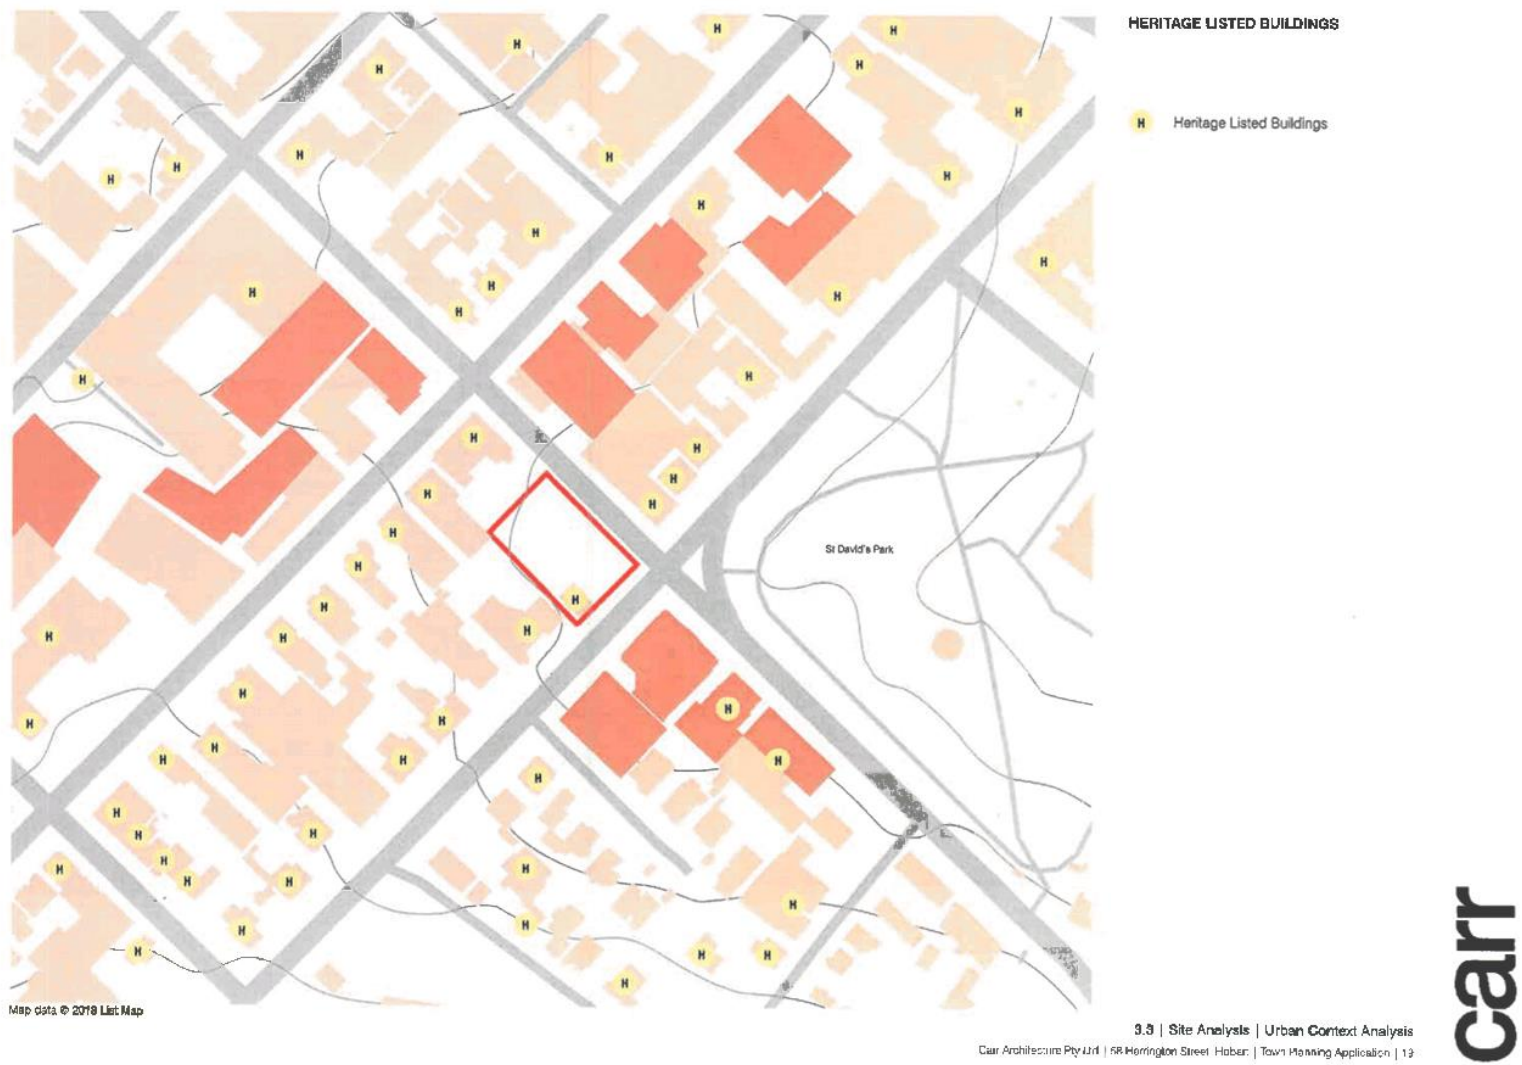 HERITAGE LISTED BUILDINGS
H Heritage Listed Buildings
St David's Park
Map data © 2018 List Map
3.3 | Site Analysis | Urban Context Analysis
Carr Architecture Pty Ltd | 58 Harrington Street, Hobart | Town Planning Application | 19
carr